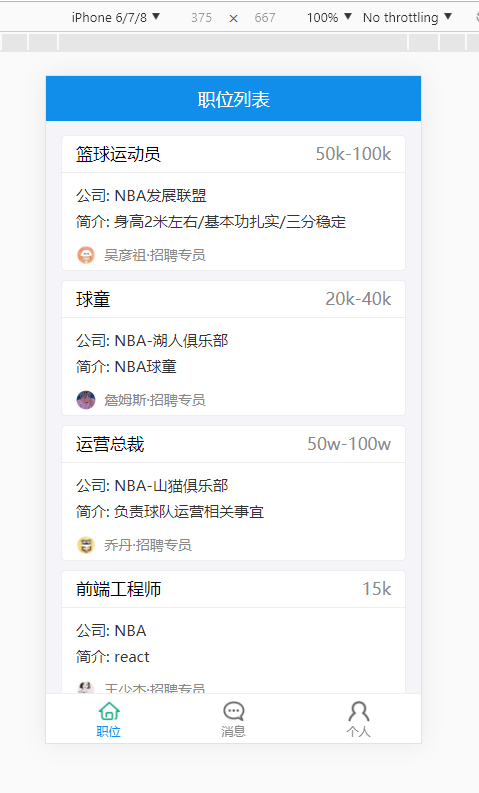 iPhone 6/7/8 ▼ 375 × 667 100% ▼ No throttling ▼
职位列表
篮球运动员 50k-100k
公司: NBA发展联盟
简介: 身高2米左右/基本功扎实/三分稳定
吴彦祖·招聘专员
球童 20k-40k
公司: NBA-湖人俱乐部
简介: NBA球童
詹姆斯·招聘专员
运营总裁 50w-100w
公司: NBA-山猫俱乐部
简介: 负责球队运营相关事宜
乔丹·招聘专员
前端工程师 15k
公司: NBA
简介: react
王少杰·招聘专员
职位 消息 个人